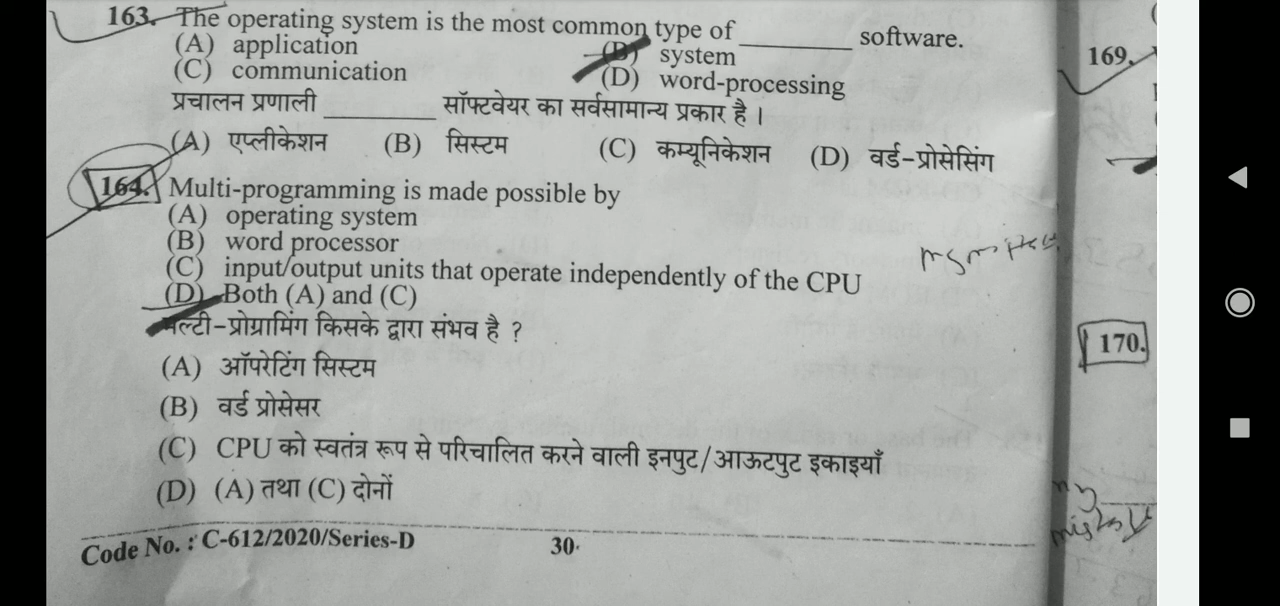 163. The operating system is the most common type of ________ software.
(A) application (B) system
(C) communication (D) word-processing
प्रचालन प्रणाली ________ सॉफ्टवेयर का सर्वसामान्य प्रकार है ।
(A) एप्लीकेशन (B) सिस्टम (C) कम्यूनिकेशन (D) वर्ड-प्रोसेसिंग
164. Multi-programming is made possible by
(A) operating system
(B) word processor
(C) input/output units that operate independently of the CPU
(D) Both (A) and (C)
मल्टी-प्रोग्रामिंग किसके द्वारा संभव है ?
(A) ऑपरेटिंग सिस्टम
(B) वर्ड प्रोसेसर
(C) CPU को स्वतंत्र रूप से परिचालित करने वाली इनपुट/आऊटपुट इकाइयाँ
(D) (A) तथा (C) दोनों
Code No. : C-612/2020/Series-D 30
169.
170.